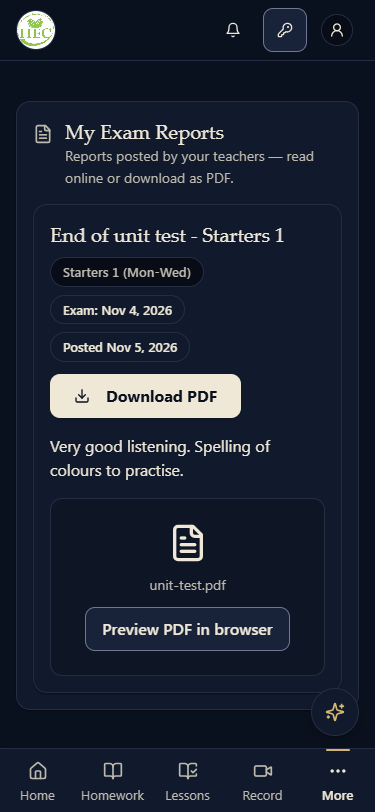 HEC
My Exam Reports
Reports posted by your teachers — read
online or download as PDF.
End of unit test - Starters 1
Starters 1 (Mon-Wed)
Exam: Nov 4, 2026
Posted Nov 5, 2026
Download PDF
Very good listening. Spelling of
colours to practise.
unit-test.pdf
Preview PDF in browser
Home
Homework
Lessons
Record
More